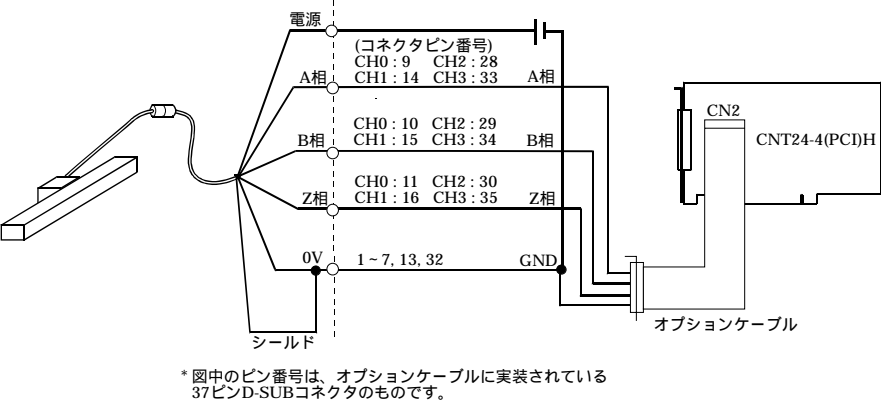 電源
(コネクタピン番号)
CH0 : 9 CH2 : 28
CH1 : 14 CH3 : 33
A相
A相
CH0 : 10 CH2 : 29
CH1 : 15 CH3 : 34
B相
B相
CH0 : 11 CH2 : 30
CH1 : 16 CH3 : 35
Z相
Z相
0V
1 ~ 7, 13, 32
GND
シールド
CN2
CNT24-4(PCI)H
オプションケーブル
* 図中のピン番号は、オプションケーブルに実装されている
37ピンD-SUBコネクタのものです。